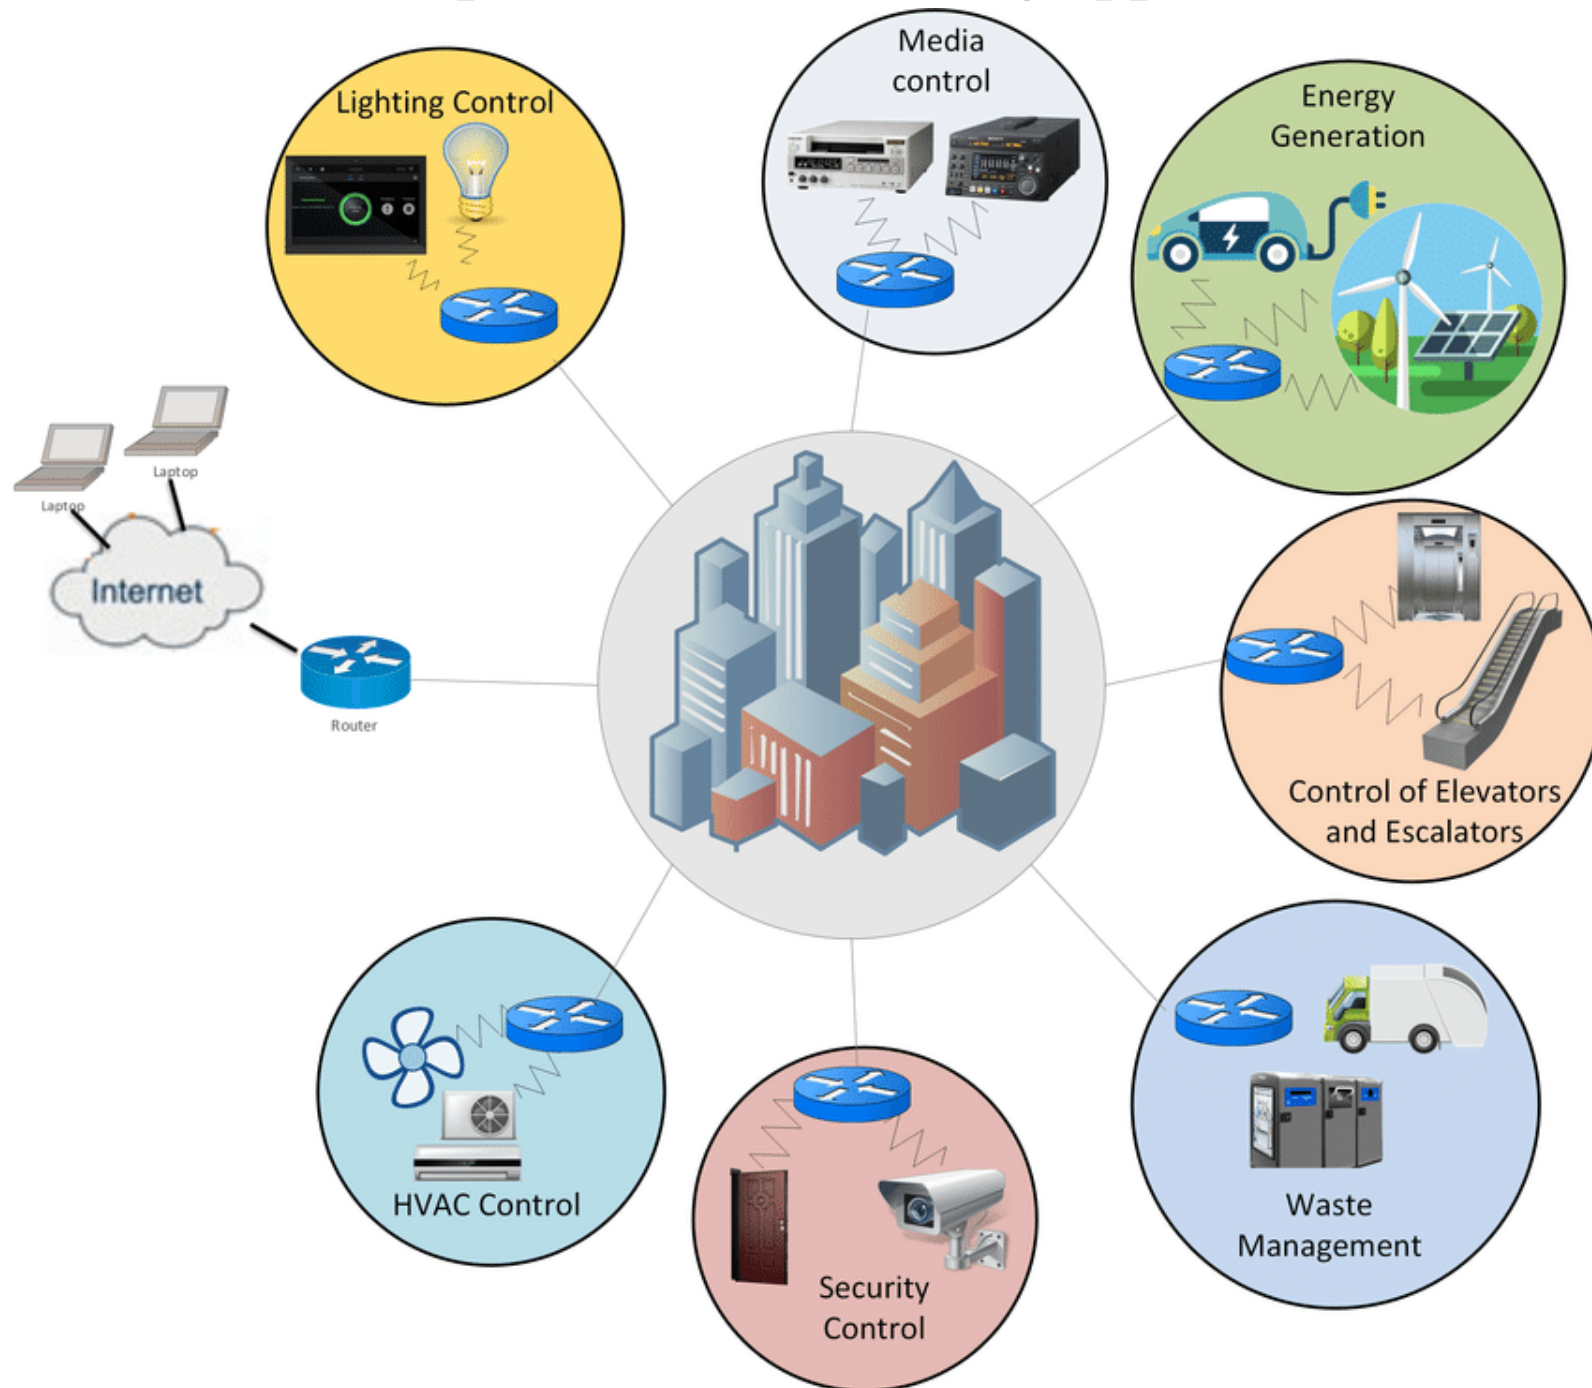 Media
control
Lighting Control
Energy
Generation
Laptop
Laptop
Internet
Router
Control of Elevators
and Escalators
HVAC Control
Waste
Management
Security
Control